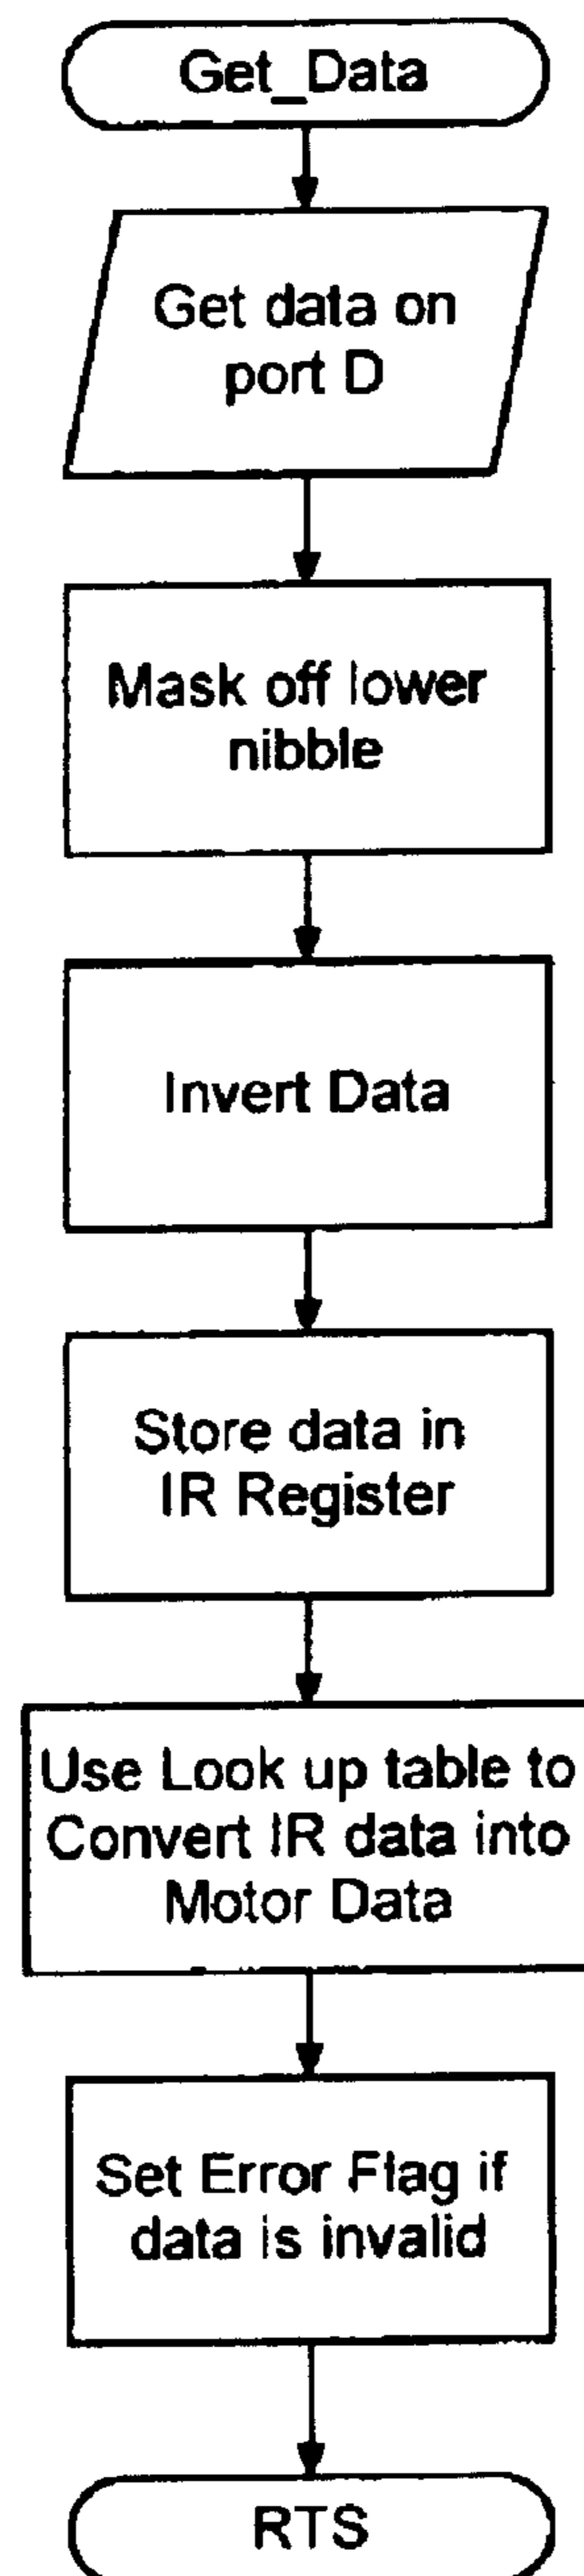 Get_Data
Get data on
port D
Mask off lower
nibble
Invert Data
Store data in
IR Register
Use Look up table to
Convert IR data into
Motor Data
Set Error Flag if
data is invalid
RTS